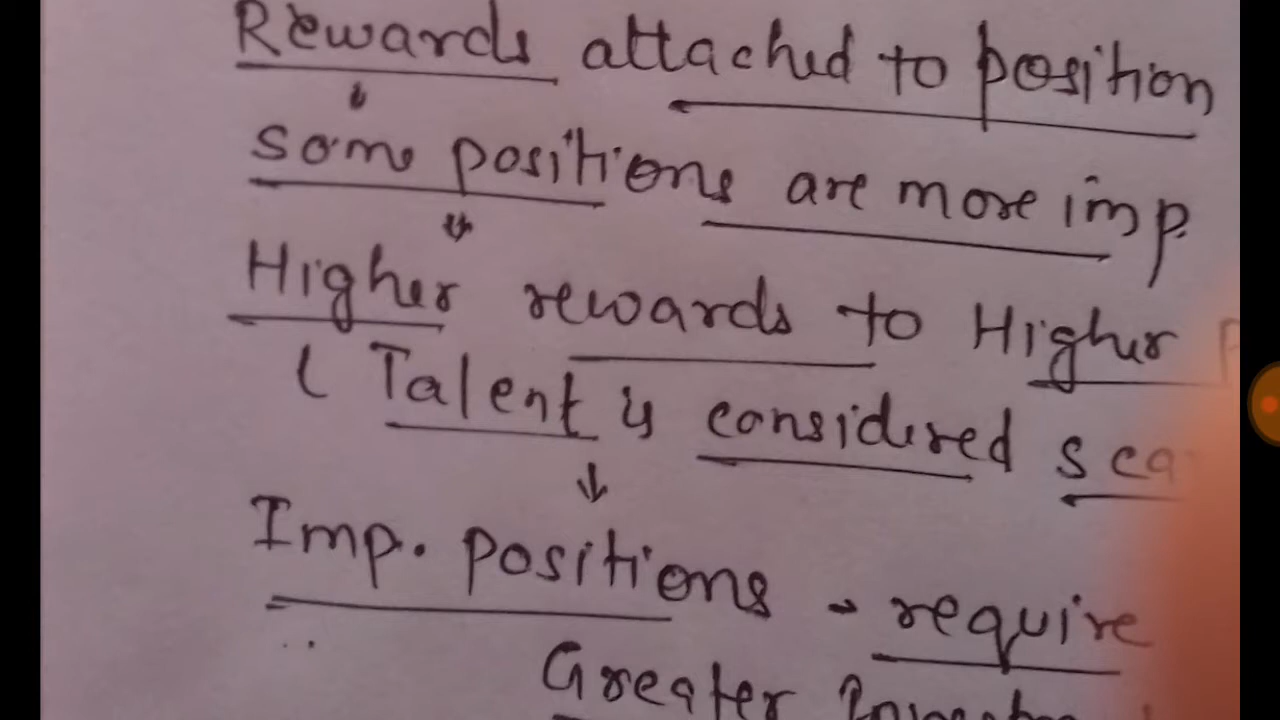 Rewards attached to position
some positions are more imp.
Higher rewards to Higher
( Talent is considered
Imp. positions - require
Greater